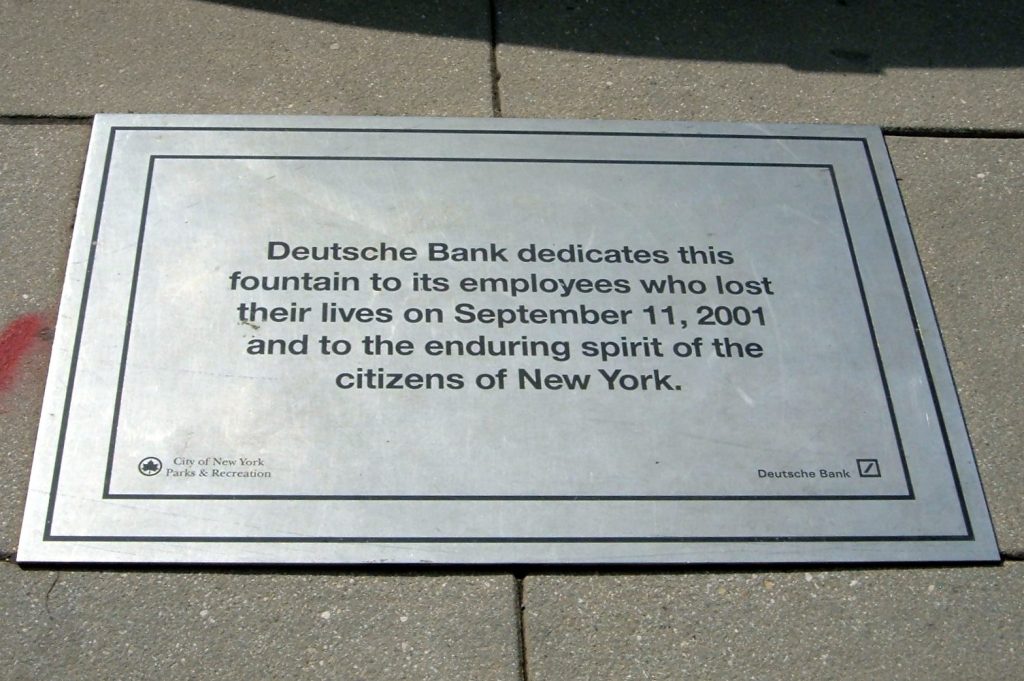 Deutsche Bank dedicates this
fountain to its employees who lost
their lives on September 11, 2001
and to the enduring spirit of the
citizens of New York.
City of New York
Parks & Recreation
Deutsche Bank